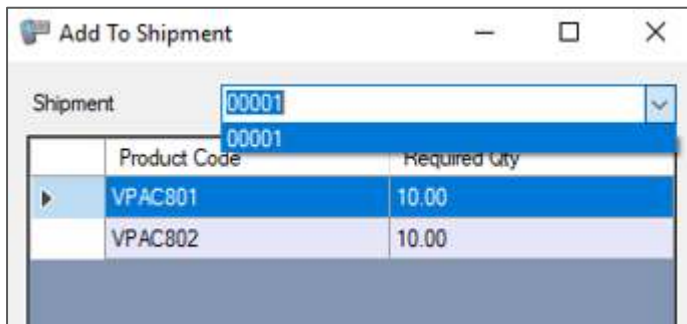 Add To Shipment
Shipment 00001
00001
Product Code Required Qty
VPAC801 10.00
VPAC802 10.00